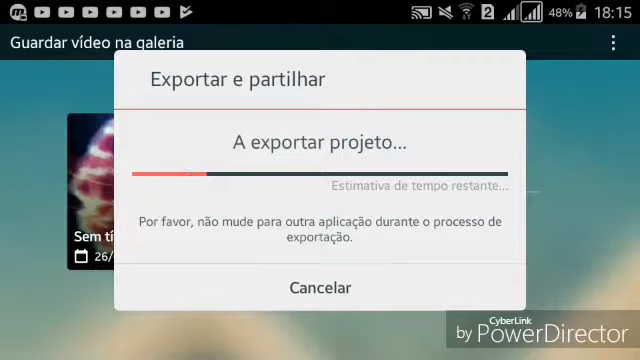 48% 18:15
Guardar vídeo na galeria
Exportar e partilhar
A exportar projeto...
Estimativa de tempo restante...
Por favor, não mude para outra aplicação durante o processo de
exportação.
Sem tí
26/
Cancelar
CyberLink
by PowerDirector